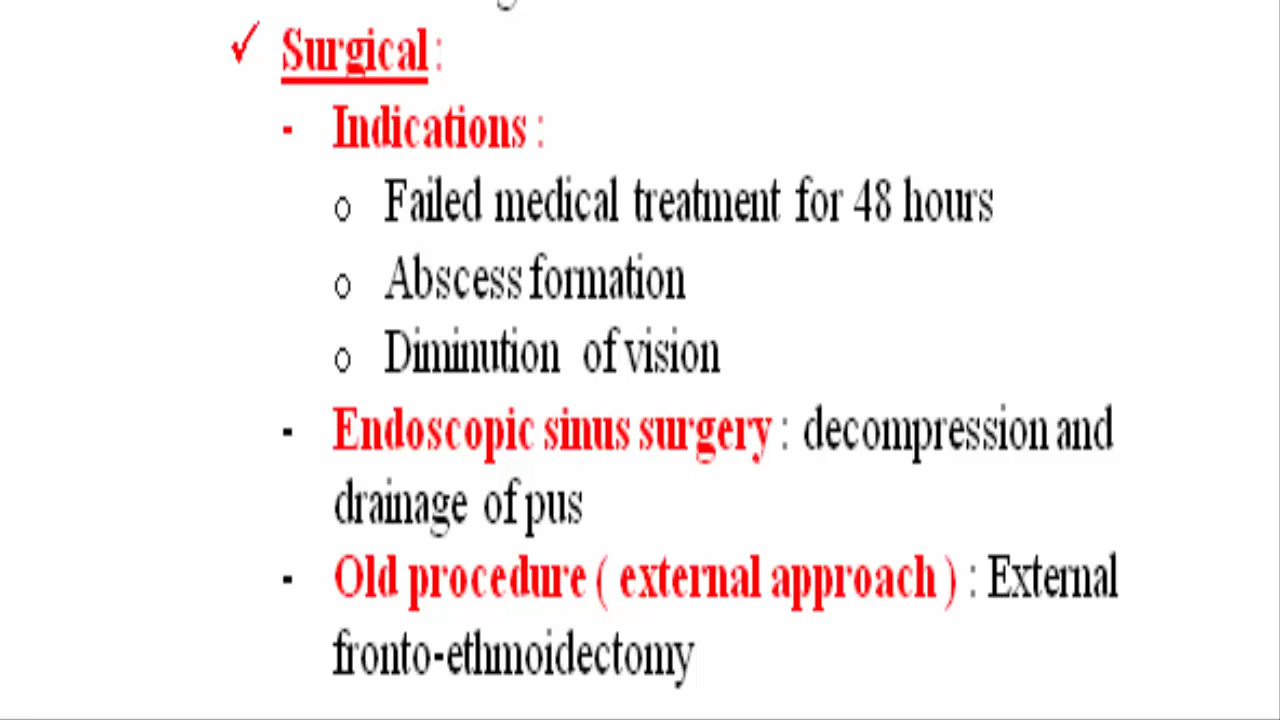 ✓ Surgical :
- Indications :
o Failed medical treatment for 48 hours
o Abscess formation
o Diminution of vision
- Endoscopic sinus surgery : decompression and
drainage of pus
- Old procedure ( external approach ) : External
fronto-ethmoidectomy